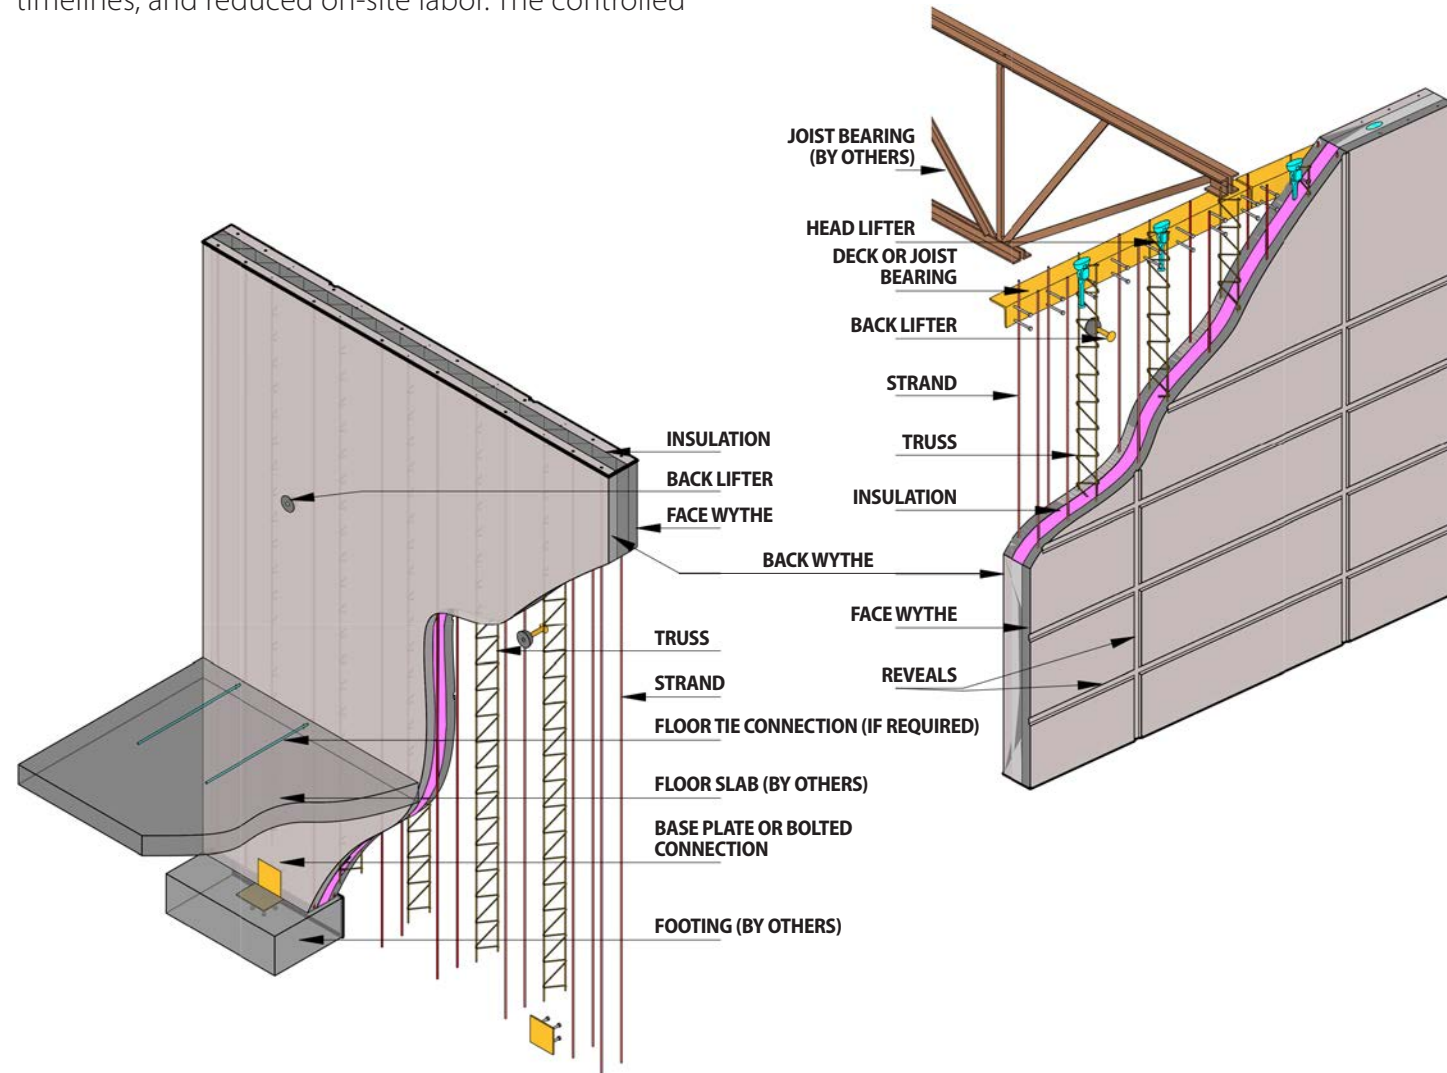 timelines, and reduced on-site labor. The controlled
JOIST BEARING
(BY OTHERS)
HEAD LIFTER
DECK OR JOIST
BEARING
BACK LIFTER
STRAND
TRUSS
INSULATION
INSULATION
BACK LIFTER
FACE WYTHE
BACK WYTHE
FACE WYTHE
REVEALS
TRUSS
STRAND
FLOOR TIE CONNECTION (IF REQUIRED)
FLOOR SLAB (BY OTHERS)
BASE PLATE OR BOLTED
CONNECTION
FOOTING (BY OTHERS)